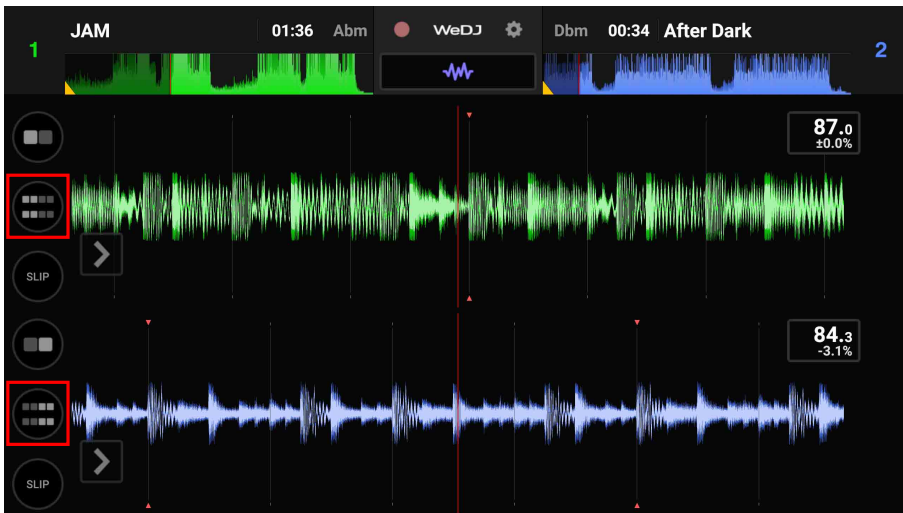 1
JAM 01:36 Abm
WeDJ
Dbm 00:34 After Dark
2
87.0
±0.0%
SLIP
84.3
-3.1%
SLIP